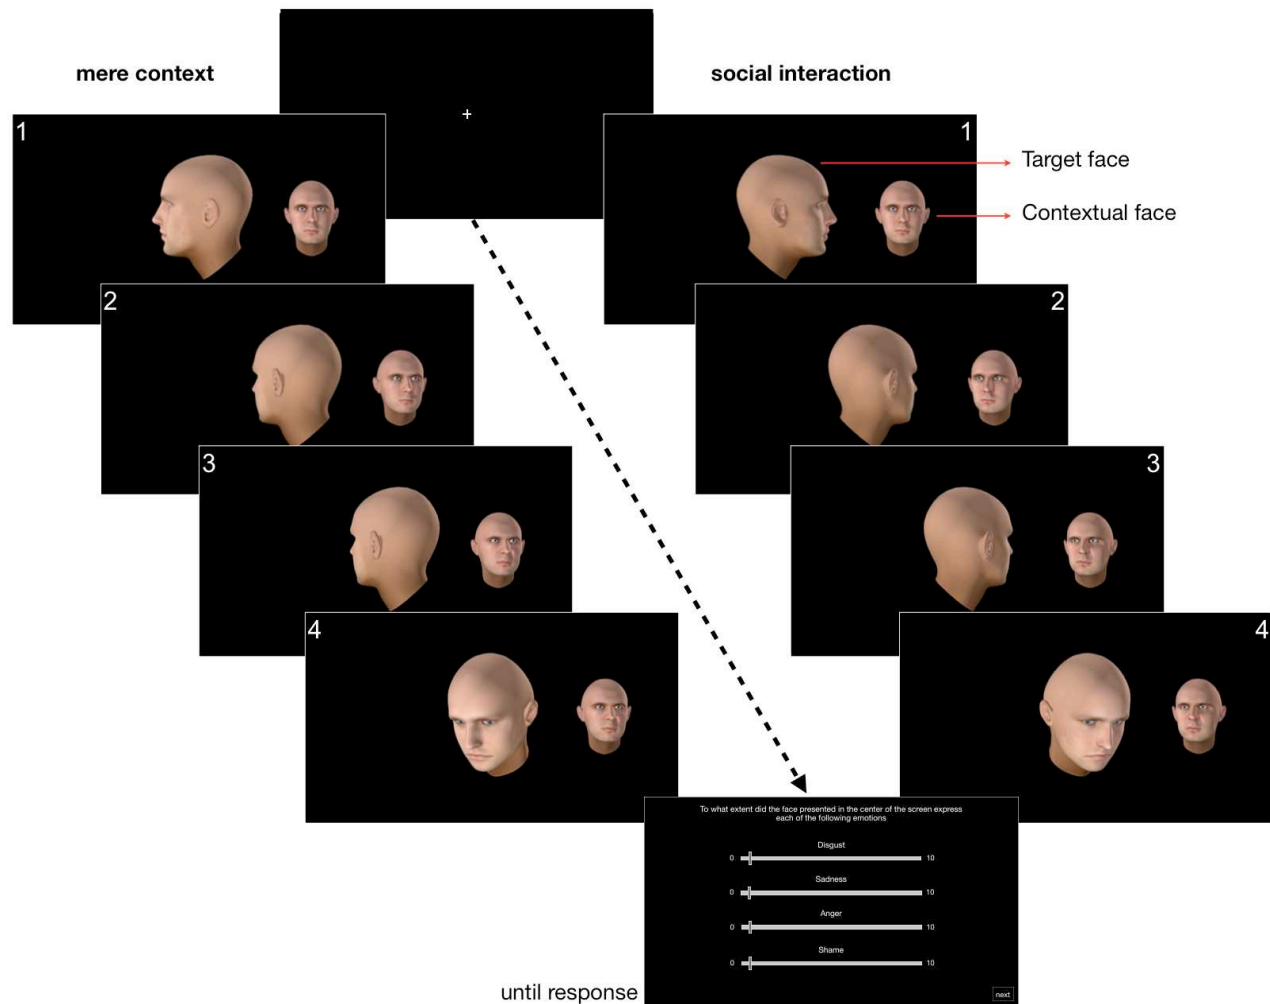 mere context
social interaction
+
1
1
Target face
Contextual face
2
2
3
3
4
4
To what extent did the face presented in the center of the screen express
each of the following emotions
Disgust
0 10
Sadness
0 10
Anger
0 10
Shame
0 10
until response
next